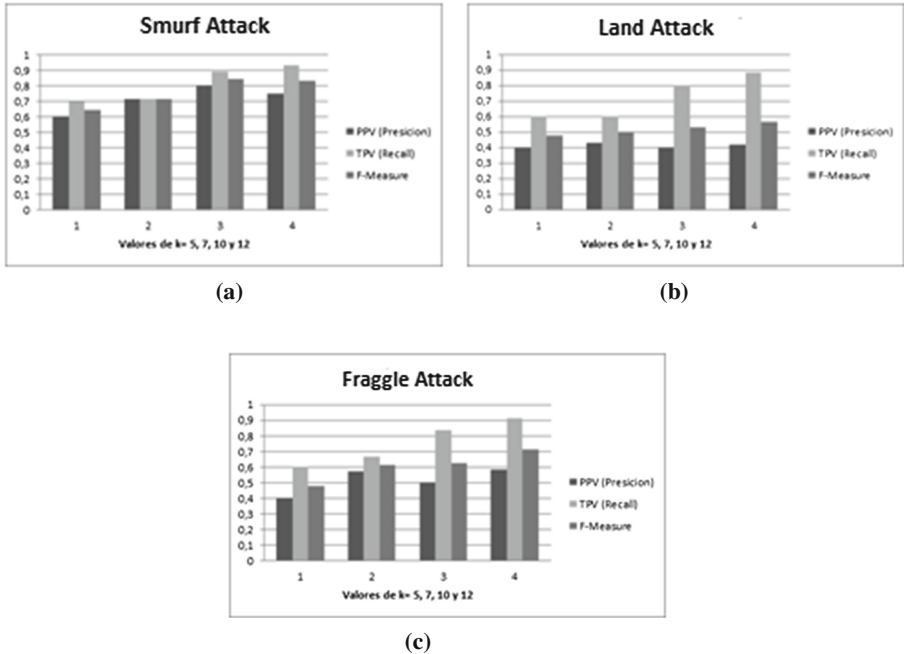 Smurf Attack
1
0,9
0,8
0,7
0,6
0,5
0,4
0,3
0,2
0,1
0
1 2 3 4
Valores de k= 5, 7, 10 y 12
PPV (Presicion)
TPV (Recall)
F-Measure
(a)
Land Attack
1
0,9
0,8
0,7
0,6
0,5
0,4
0,3
0,2
0,1
0
1 2 3 4
Valores de k= 5, 7, 10 y 12
PPV (Presicion)
TPV (Recall)
F-Measure
(b)
Fraggle Attack
1
0,9
0,8
0,7
0,6
0,5
0,4
0,3
0,2
0,1
0
1 2 3 4
Valores de k= 5, 7, 10 y 12
PPV (Presicion)
TPV (Recall)
F-Measure
(c)